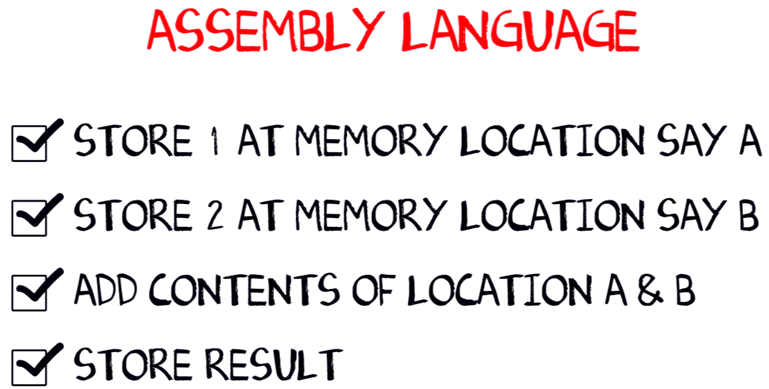 ASSEMBLY LANGUAGE
STORE 1 AT MEMORY LOCATION SAY A
STORE 2 AT MEMORY LOCATION SAY B
ADD CONTENTS OF LOCATION A & B
STORE RESULT